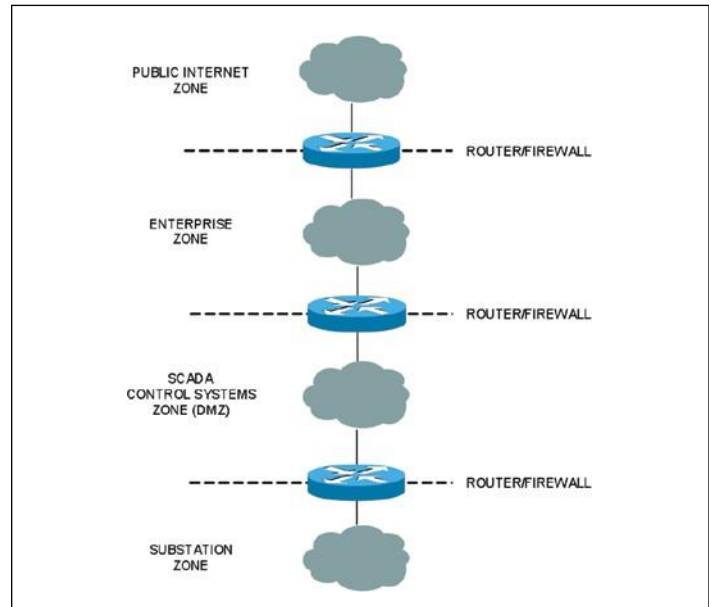 PUBLIC INTERNET
ZONE
ROUTER/FIREWALL
ENTERPRISE
ZONE
ROUTER/FIREWALL
SCADA
CONTROL SYSTEMS
ZONE (DMZ)
ROUTER/FIREWALL
SUBSTATION
ZONE